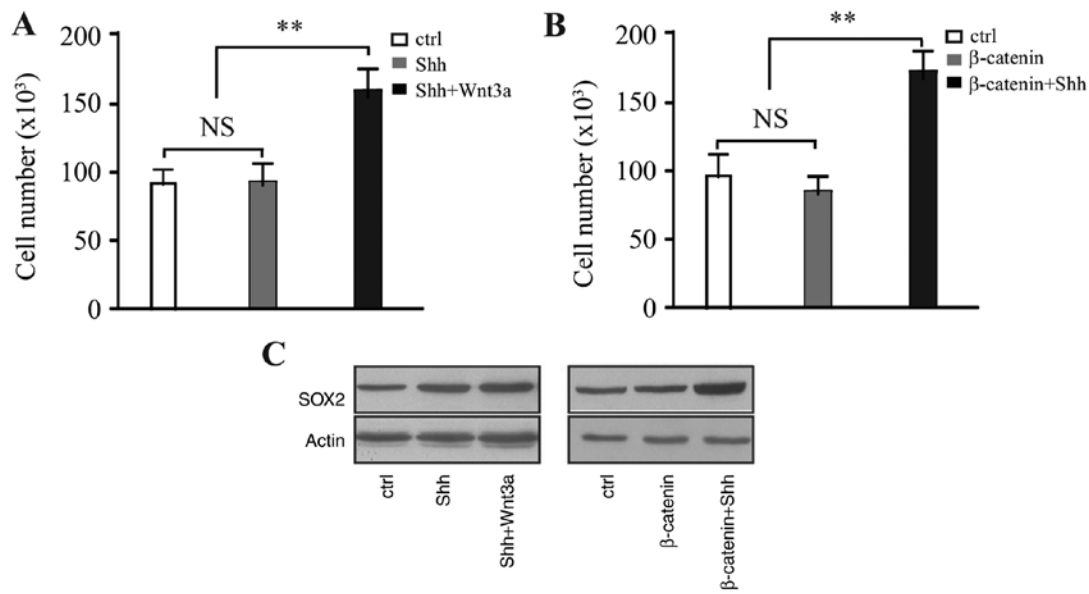 A
Cell number (x10³)
200
150
100
50
0
**
NS
ctrl
Shh
Shh+Wnt3a
B
Cell number (x10³)
200
150
100
50
0
**
NS
ctrl
β-catenin
β-catenin+Shh
C
SOX2
Actin
ctrl
Shh
Shh+Wnt3a
ctrl
β-catenin
β-catenin+Shh